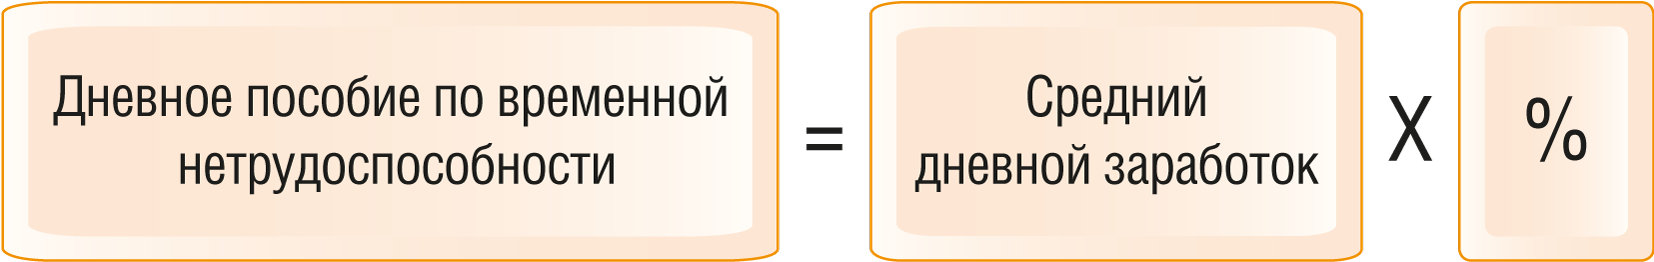 Дневное пособие по временной
нетрудоспособности
=
Средний
дневной заработок
X
%